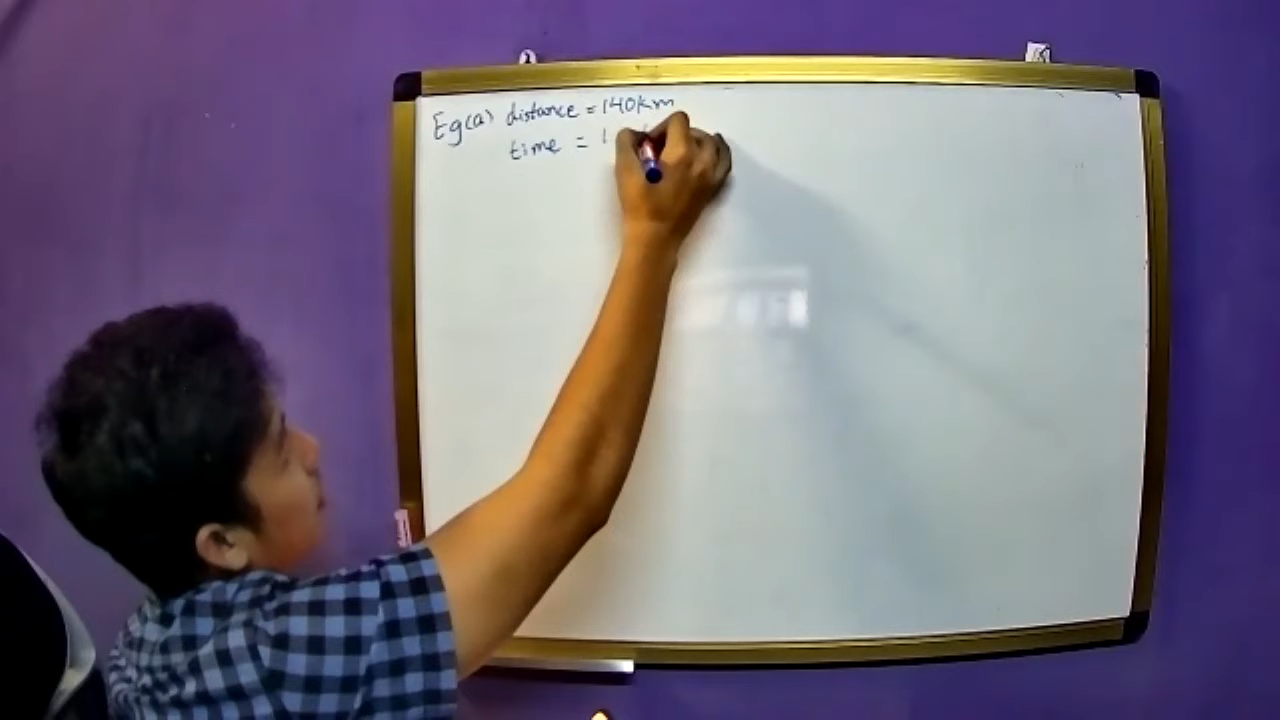 Eg(a) distance = 140km
time = 1